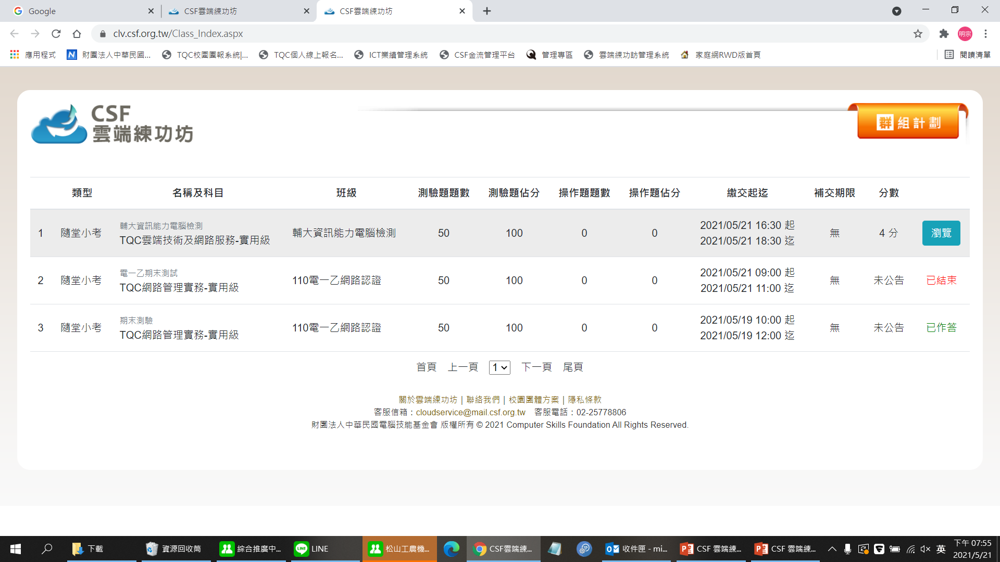 Google
CSF雲端練功坊
CSF雲端練功坊
clv.csf.org.tw/Class_Index.aspx
明宗
應用程式
財團法人中華民國...
TQC校園團報系統|...
TQC個人線上報名...
ICT業績管理系統
CSF金流管理平台
管理專區
雲端練功訪管理系統
家庭網RWD版首頁
閱讀清單
CSF
雲端練功坊
群組計劃
類型 名稱及科目 班級 測驗題題數 測驗題佔分 操作題題數 操作題佔分 繳交起迄 補交期限 分數
1 隨堂小考 輔大資訊能力電腦檢測
TQC雲端技術及網路服務-實用級 輔大資訊能力電腦檢測 50 100 0 0 2021/05/21 16:30 起
2021/05/21 18:30 迄 無 4 分 瀏覽
2 隨堂小考 電一乙期末測試
TQC網路管理實務-實用級 110電一乙網路認證 50 100 0 0 2021/05/21 09:00 起
2021/05/21 11:00 迄 無 未公告 已結束
3 隨堂小考 期末測驗
TQC網路管理實務-實用級 110電一乙網路認證 50 100 0 0 2021/05/19 10:00 起
2021/05/19 12:00 迄 無 未公告 已作答
首頁 上一頁 1 下一頁 尾頁
關於雲端練功坊 | 聯絡我們 | 校園團體方案 | 隱私條款
客服信箱：cloudservice@mail.csf.org.tw 客服電話：02-25778806
財團法人中華民國電腦技能基金會 版權所有 © 2021 Computer Skills Foundation All Rights Reserved.
下載
資源回收筒
綜合推廣中...
LINE
松山工農機...
CSF雲端練...
收件匣 - mi...
CSF 雲端練...
CSF 雲端練...
英
下午 07:55
2021/5/21